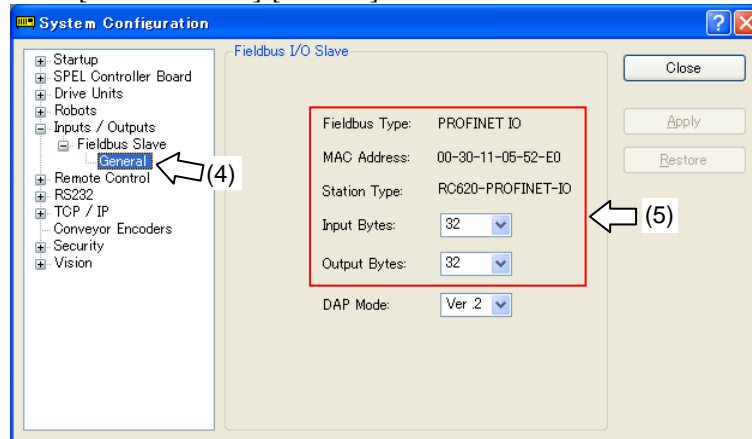 System Configuration
Startup
SPEL Controller Board
Drive Units
Robots
Inputs / Outputs
Fieldbus Slave
General
Remote Control
RS232
TCP / IP
Conveyor Encoders
Security
Vision
(4)
Fieldbus I/O Slave
Fieldbus Type: PROFINET IO
MAC Address: 00-30-11-05-52-E0
Station Type: RC620-PROFINET-IO
Input Bytes: 32
Output Bytes: 32
DAP Mode: Ver .2
(5)
Close
Apply
Restore